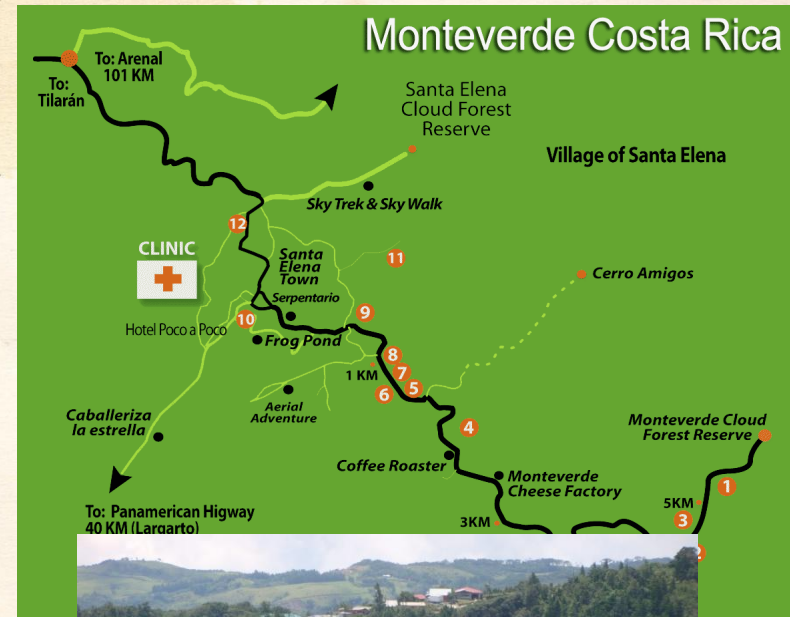 Monteverde Costa Rica
To: Arenal
101 KM
To:
Tilarán
Santa Elena
Cloud Forest
Reserve
Village of Santa Elena
Sky Trek & Sky Walk
12
CLINIC
Santa
Elena
Town
11
Cerro Amigos
Serpentario
9
10
Hotel Poco a Poco
Frog Pond
8
1 KM
7
6
5
Aerial
Adventure
Caballeriza
la estrella
4
Monteverde Cloud
Forest Reserve
Coffee Roaster
Monteverde
Cheese Factory
1
5KM
3
3KM
To: Panamerican Higway
40 KM (Largarto)
2